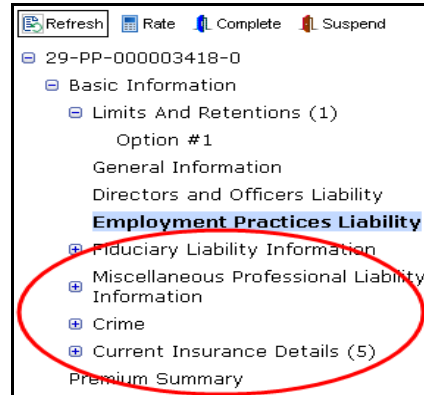 Refresh Rate Complete Suspend
29-PP-000003418-0
Basic Information
Limits And Retentions (1)
Option #1
General Information
Directors and Officers Liability
Employment Practices Liability
Fiduciary Liability Information
Miscellaneous Professional Liability
Information
Crime
Current Insurance Details (5)
Premium Summary